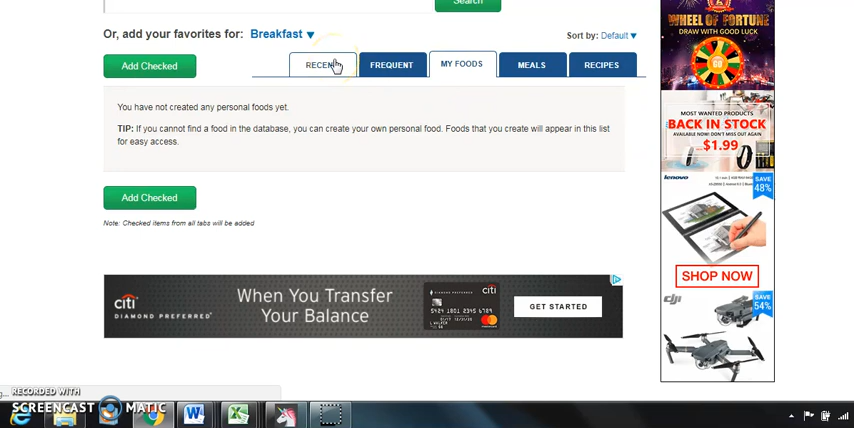 Search
Or, add your favorites for: Breakfast
Sort by: Default
Add Checked
RECENT
FREQUENT
MY FOODS
MEALS
RECIPES
You have not created any personal foods yet.
TIP: If you cannot find a food in the database, you can create your own personal food. Foods that you create will appear in this list
for easy access.
Add Checked
Note: Checked items from all tabs will be added
citi
DIAMOND PREFERRED®
When You Transfer
Your Balance
citi
GET STARTED
WHEEL OF FORTUNE
DRAW WITH GOOD LUCK
GO
MOST WANTED PRODUCTS
BACK IN STOCK
AVAILABLE NOW! DON'T MISS OUT AGAIN
$1.99
lenovo
SAVE
48%
SHOP NOW
dji
SAVE
54%
RECORDED WITH
SCREENCAST MATIC